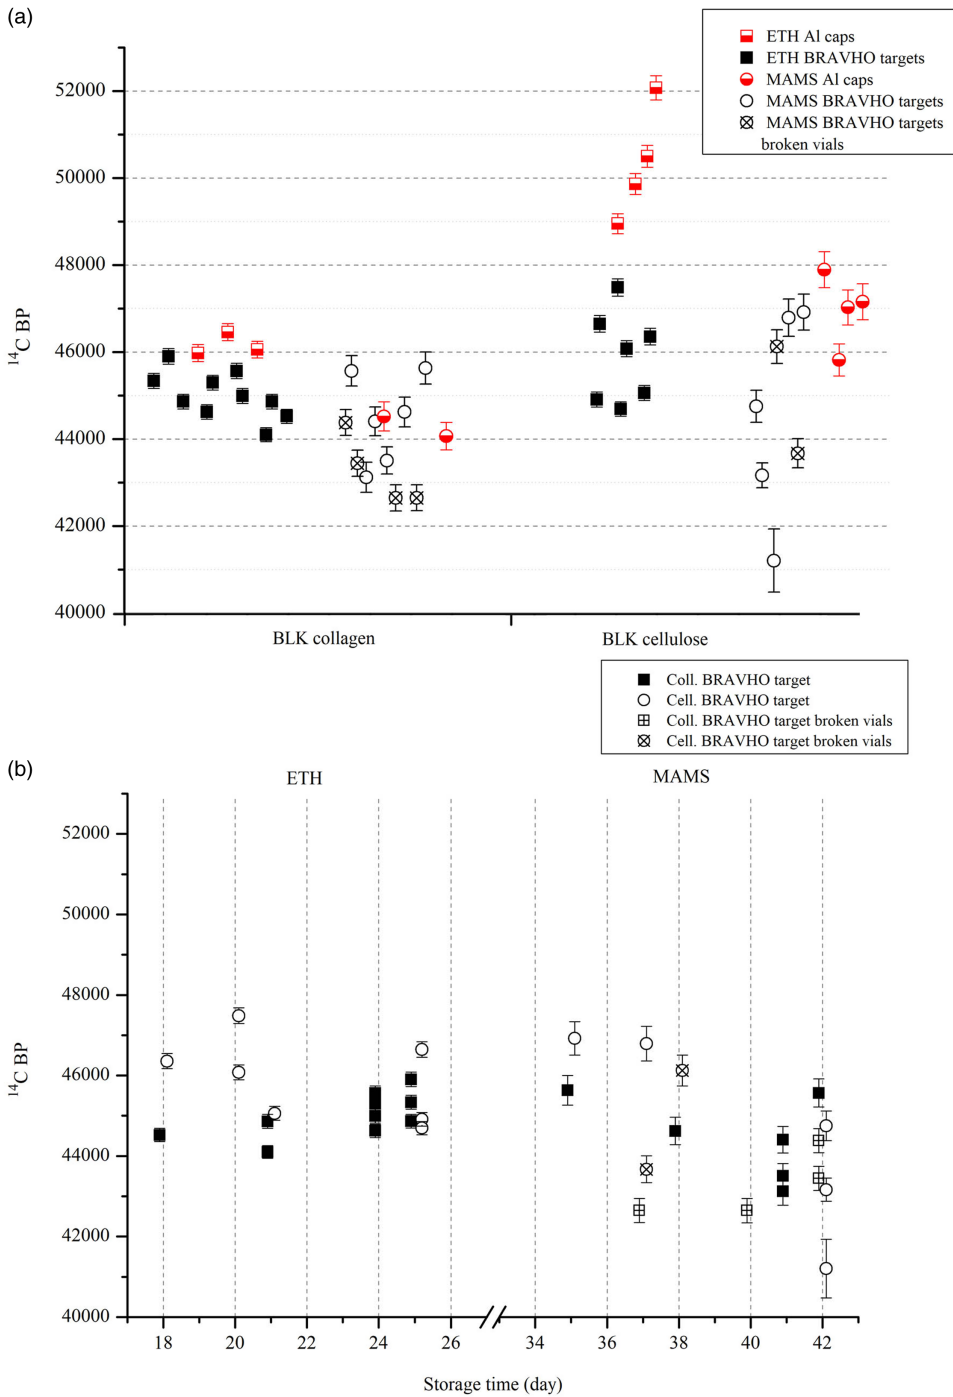 (a)
ETH Al caps
ETH BRAVHO targets
MAMS Al caps
MAMS BRAVHO targets
MAMS BRAVHO targets
broken vials
52000
50000
48000
46000
44000
42000
40000
14C BP
BLK collagen
BLK cellulose
Coll. BRAVHO target
Cell. BRAVHO target
Coll. BRAVHO target broken vials
Cell. BRAVHO target broken vials
(b)
ETH
MAMS
52000
50000
48000
46000
44000
42000
40000
14C BP
18
20
22
24
26
34
36
38
40
42
Storage time (day)